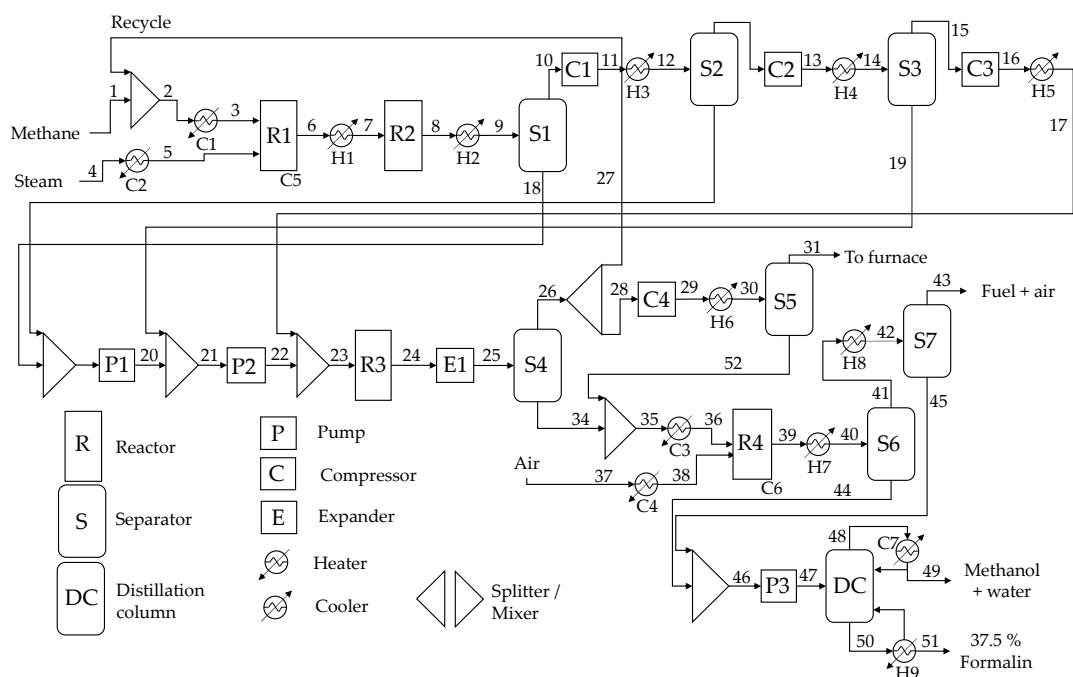 Recycle
1
2
3
Methane
C1
Steam
4
5
C2
R1
C5
6
H1
7
R2
8
H2
9
S1
10
C1
11
H3
12
S2
C2
13
H4
14
S3
15
C3
16
H5
17
18
27
19
P1
20
21
P2
22
23
R3
24
E1
25
S4
26
28
C4
29
H6
30
S5
31
To furnace
52
34
35
36
C3
Air
37
38
C4
R4
C6
39
H7
40
S6
41
H8
42
S7
43
Fuel + air
45
44
46
P3
47
DC
48
C7
49
Methanol
+ water
50
H9
51
37.5 %
Formalin
R
Reactor
S
Separator
DC
Distillation
column
P
Pump
C
Compressor
E
Expander
Heater
Cooler
Splitter /
Mixer